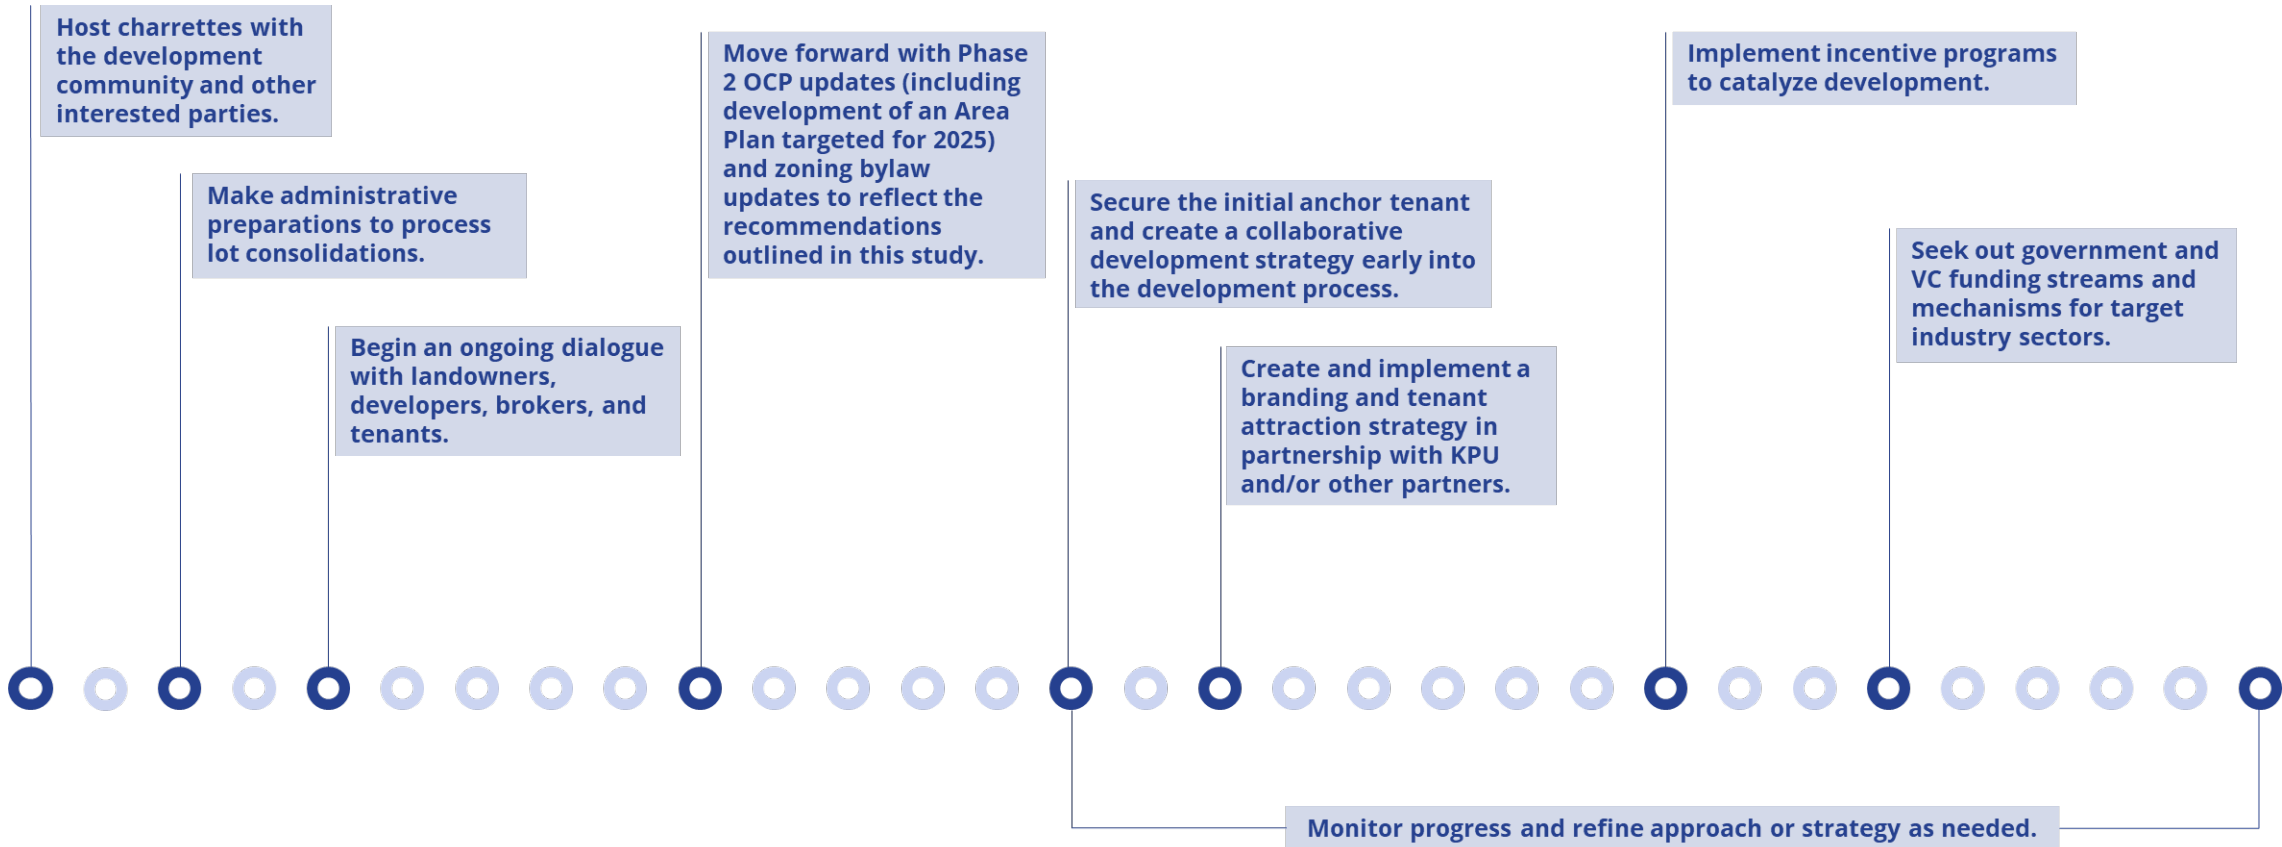 Host charrettes with
the development
community and other
interested parties.
Make administrative
preparations to process
lot consolidations.
Begin an ongoing dialogue
with landowners,
developers, brokers, and
tenants.
Move forward with Phase
2 OCP updates (including
development of an Area
Plan targeted for 2025)
and zoning bylaw
updates to reflect the
recommendations
outlined in this study.
Secure the initial anchor tenant
and create a collaborative
development strategy early into
the development process.
Create and implement a
branding and tenant
attraction strategy in
partnership with KPU
and/or other partners.
Implement incentive programs
to catalyze development.
Seek out government and
VC funding streams and
mechanisms for target
industry sectors.
Monitor progress and refine approach or strategy as needed.